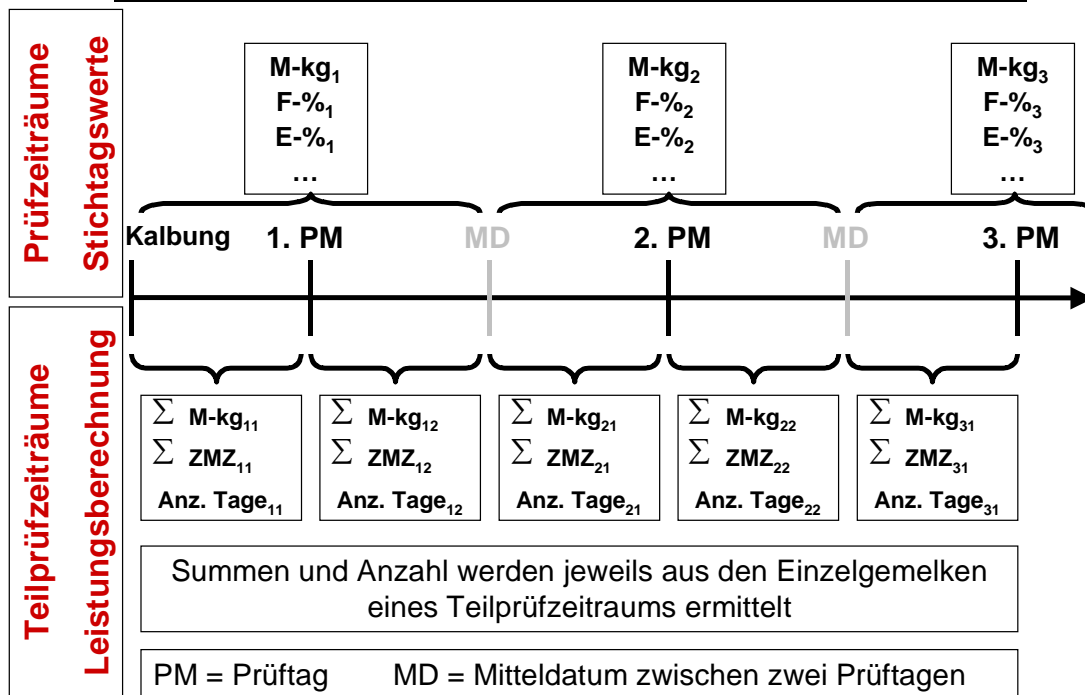 Prüfzeiträume
Stichtagswerte
M-kg₁
F-%₁
E-%₁
…
M-kg₂
F-%₂
E-%₂
…
M-kg₃
F-%₃
E-%₃
…
Kalbung 1. PM MD 2. PM MD 3. PM
Teilprüfzeiträume
Leistungsberechnung
∑ M-kg₁₁
∑ ZMZ₁₁
Anz. Tage₁₁
∑ M-kg₁₂
∑ ZMZ₁₂
Anz. Tage₁₂
∑ M-kg₂₁
∑ ZMZ₂₁
Anz. Tage₂₁
∑ M-kg₂₂
∑ ZMZ₂₂
Anz. Tage₂₂
∑ M-kg₃₁
∑ ZMZ₃₁
Anz. Tage₃₁
Summen und Anzahl werden jeweils aus den Einzelgemelken
eines Teilprüfzeitraums ermittelt
PM = Prüftag MD = Mitteldatum zwischen zwei Prüftagen